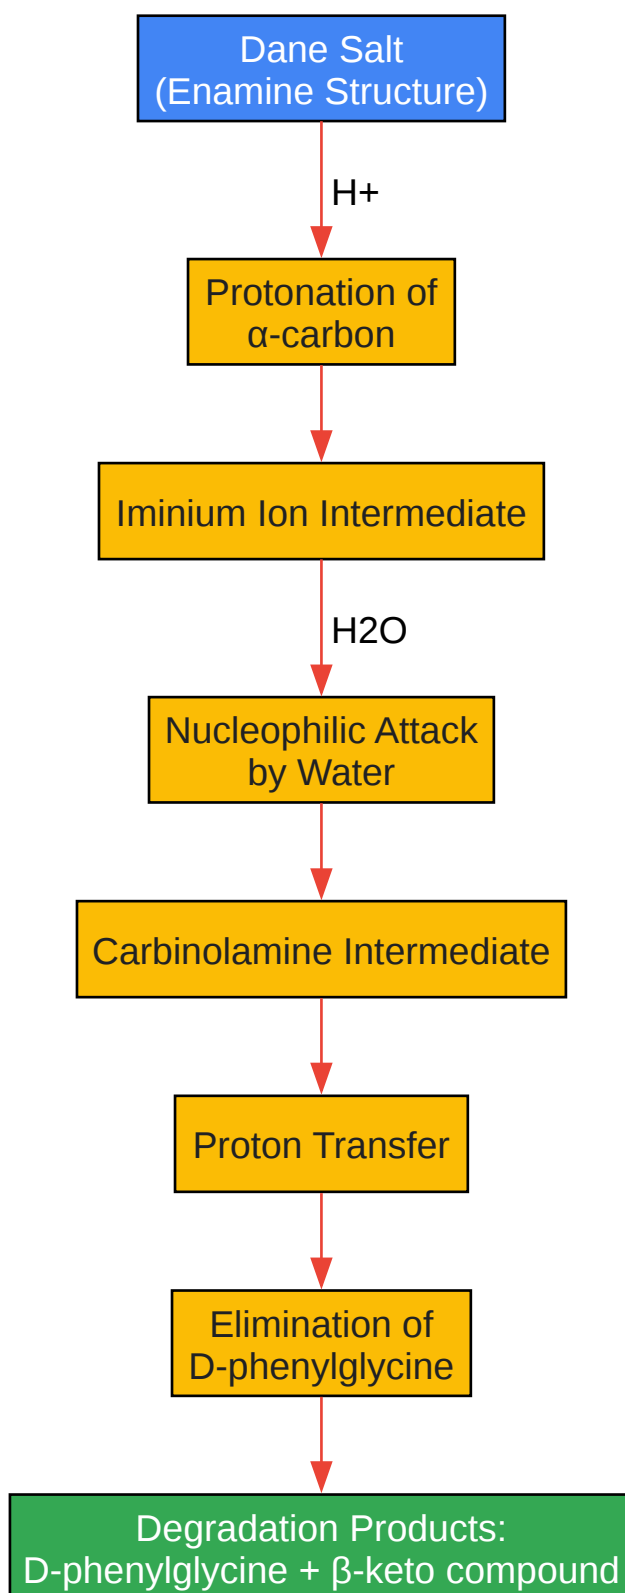 Dane Salt
(Enamine Structure)
H+
Protonation of
α-carbon
Iminium Ion Intermediate
H2O
Nucleophilic Attack
by Water
Carbinolamine Intermediate
Proton Transfer
Elimination of
D-phenylglycine
Degradation Products:
D-phenylglycine + β-keto compound